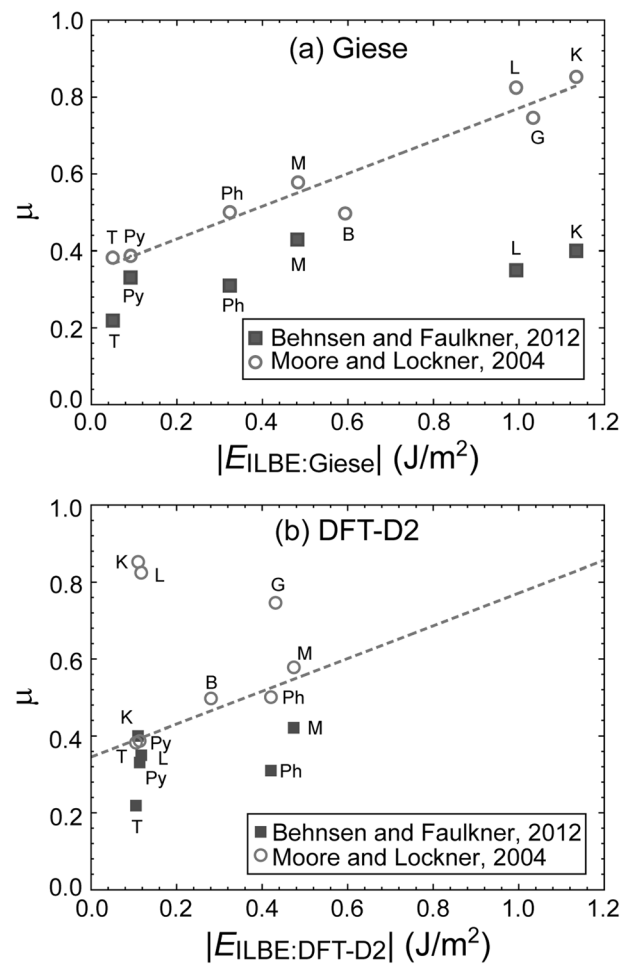 (a) Giese
1.0
0.8
0.6
0.4
0.2
0.0
μ
K
L
G
M
Ph
B
T Py
K
L
M
Py
Ph
T
Behnsen and Faulkner, 2012
Moore and Lockner, 2004
0.0 0.2 0.4 0.6 0.8 1.0 1.2
|EILBE:Giese| (J/m²)
(b) DFT-D2
1.0
0.8
0.6
0.4
0.2
0.0
μ
K
L
G
M
B
Ph
K
T
Py
L
Py
M
Ph
T
Behnsen and Faulkner, 2012
Moore and Lockner, 2004
0.0 0.2 0.4 0.6 0.8 1.0 1.2
|EILBE:DFT-D2| (J/m²)